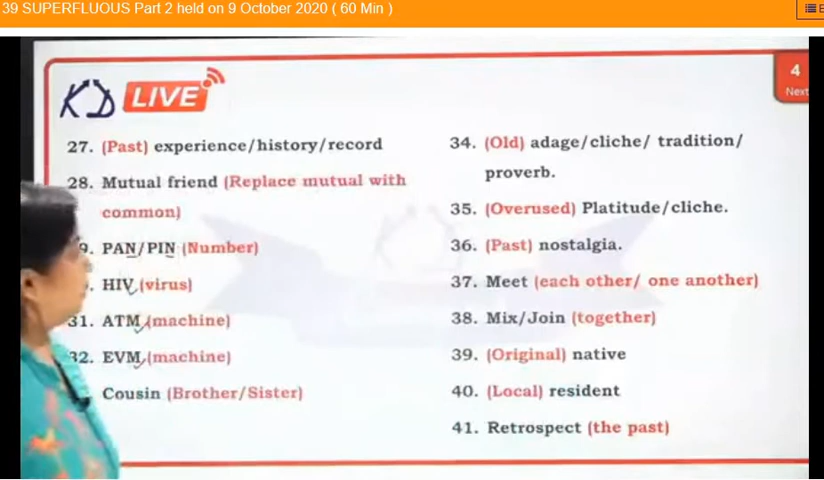 39 SUPERFLUOUS Part 2 held on 9 October 2020 ( 60 Min )
4
Next
KD LIVE
27. (Past) experience/history/record
28. Mutual friend (Replace mutual with
common)
9. PAN/PIN (Number)
. HIV (virus)
31. ATM (machine)
32. EVM (machine)
Cousin (Brother/Sister)
34. (Old) adage/cliche/ tradition/
proverb.
35. (Overused) Platitude/cliche.
36. (Past) nostalgia.
37. Meet (each other/ one another)
38. Mix/Join (together)
39. (Original) native
40. (Local) resident
41. Retrospect (the past)